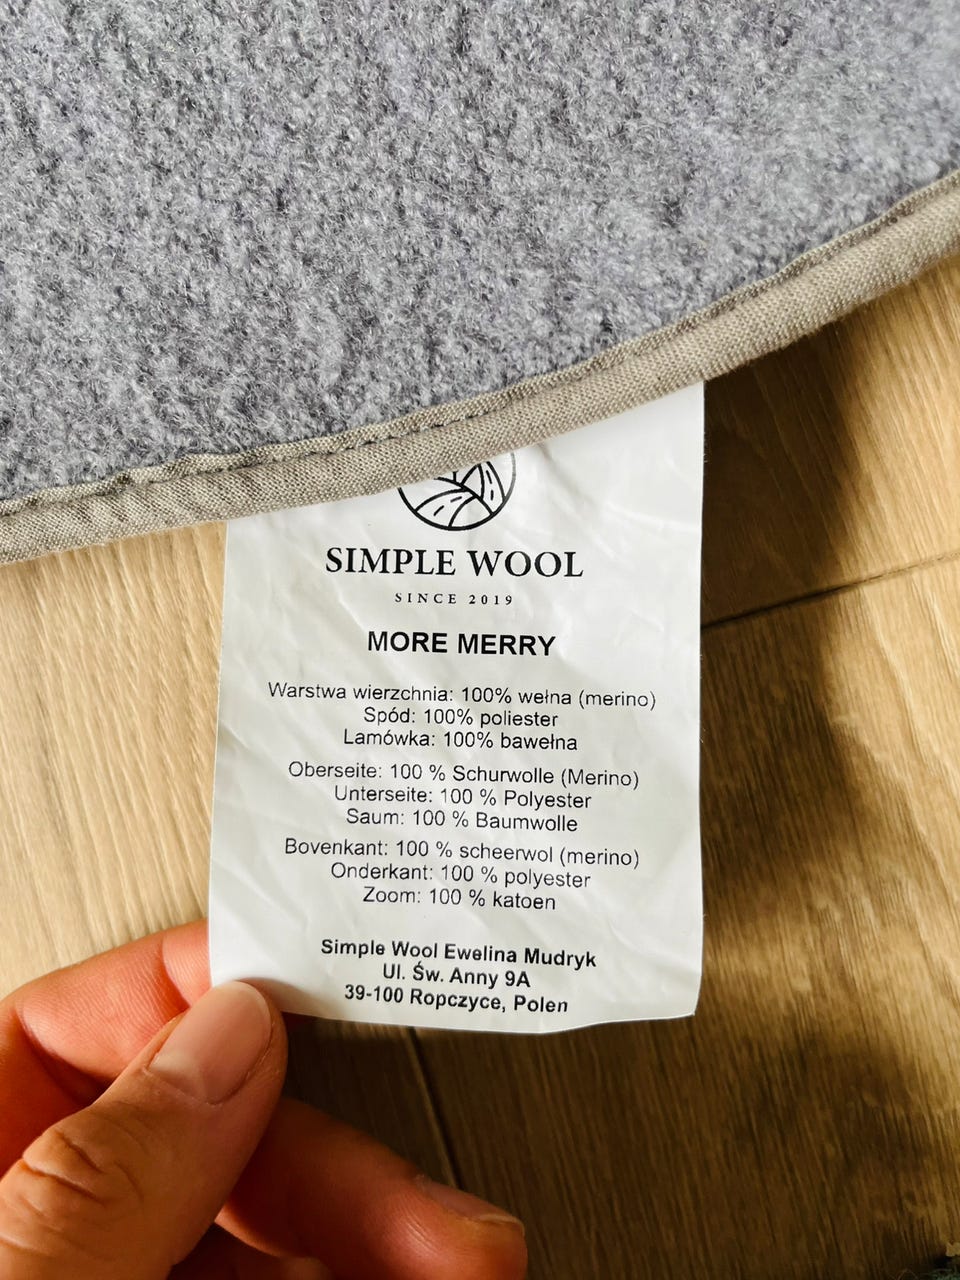 SIMPLE WOOL
SINCE 2019
MORE MERRY
Warstwa wierzchnia: 100% wełna (merino)
Spód: 100% poliester
Lamówka: 100% bawełna
Oberseite: 100 % Schurwolle (Merino)
Unterseite: 100 % Polyester
Saum: 100 % Baumwolle
Bovenkant: 100 % scheerwol (merino)
Onderkant: 100 % polyester
Zoom: 100 % katoen
Simple Wool Ewelina Mudryk
Ul. Św. Anny 9A
39-100 Ropczyce, Polen